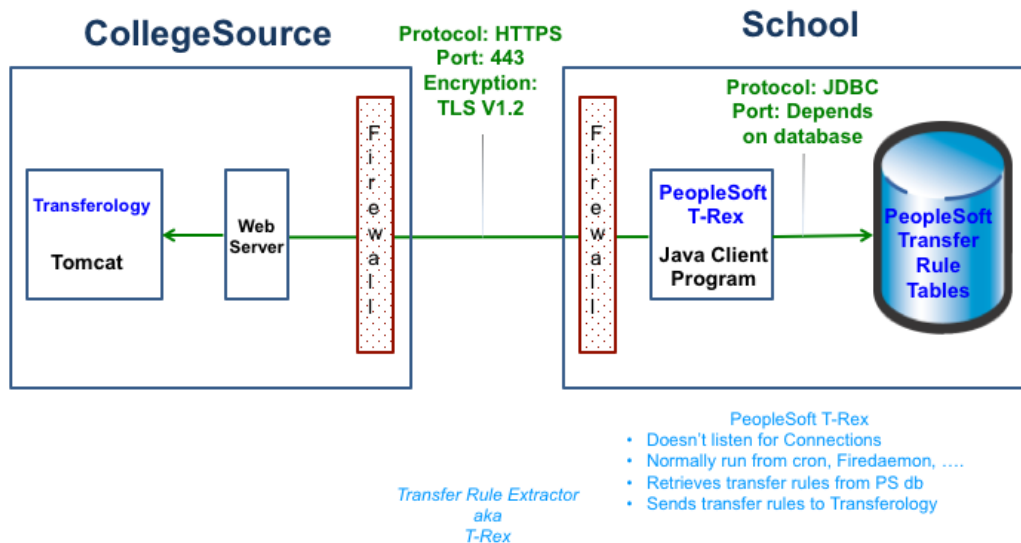 CollegeSource
Protocol: HTTPS
Port: 443
Encryption:
TLS V1.2
School
Protocol: JDBC
Port: Depends
on database
Transferology
Tomcat
Web
Server
Firewall
Firewall
PeopleSoft
T-Rex
Java Client
Program
PeopleSoft
Transfer
Rule
Tables
Transfer Rule Extractor
aka
T-Rex
PeopleSoft T-Rex
• Doesn't listen for Connections
• Normally run from cron, Firedaemon, ....
• Retrieves transfer rules from PS db
• Sends transfer rules to Transferology